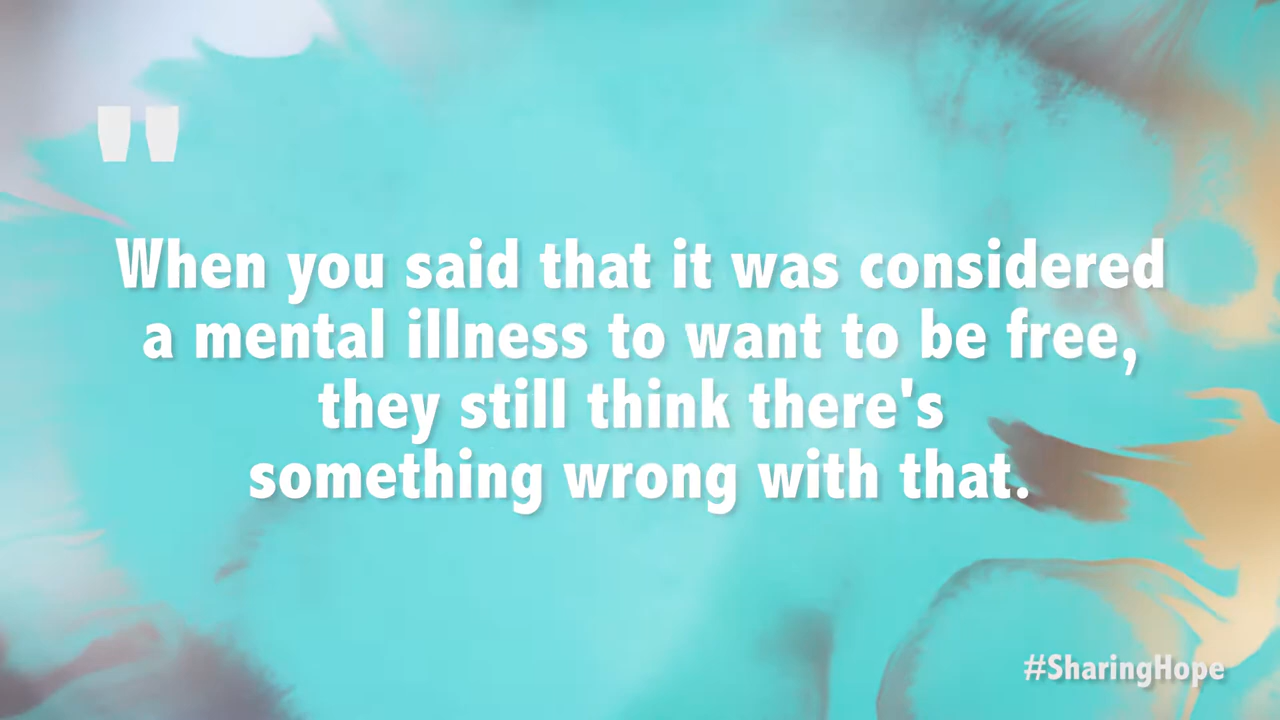 "
When you said that it was considered
a mental illness to want to be free,
they still think there's
something wrong with that.
#SharingHope